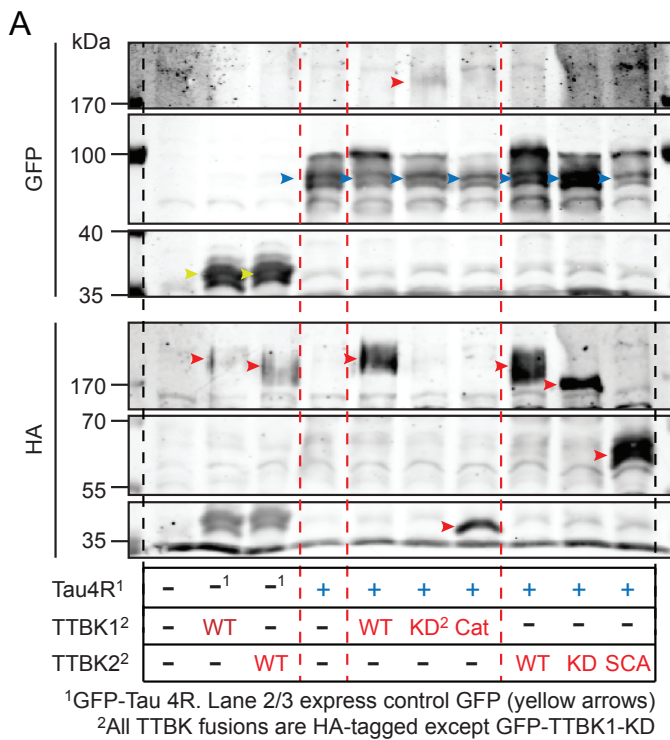 A
kDa
170
100
GFP
40
35
170
70
HA
55
35
Tau4R¹ – –¹ –¹ + + + + + + +
TTBK1² – WT – – WT KD² Cat – – –
TTBK2² – – WT – – – – WT KD SCA
¹GFP-Tau 4R. Lane 2/3 express control GFP (yellow arrows)
²All TTBK fusions are HA-tagged except GFP-TTBK1-KD